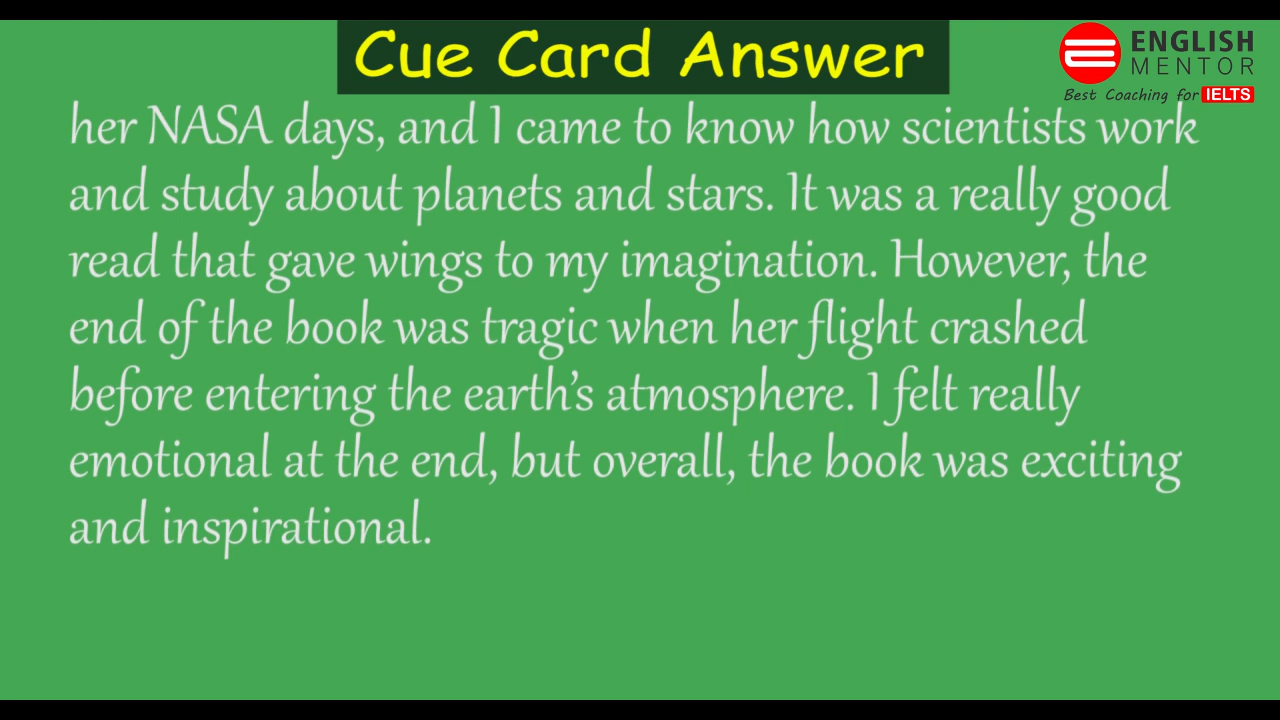 Cue Card Answer
ENGLISH
MENTOR
Best Coaching for IELTS
her NASA days, and I came to know how scientists work
and study about planets and stars. It was a really good
read that gave wings to my imagination. However, the
end of the book was tragic when her flight crashed
before entering the earth's atmosphere. I felt really
emotional at the end, but overall, the book was exciting
and inspirational.